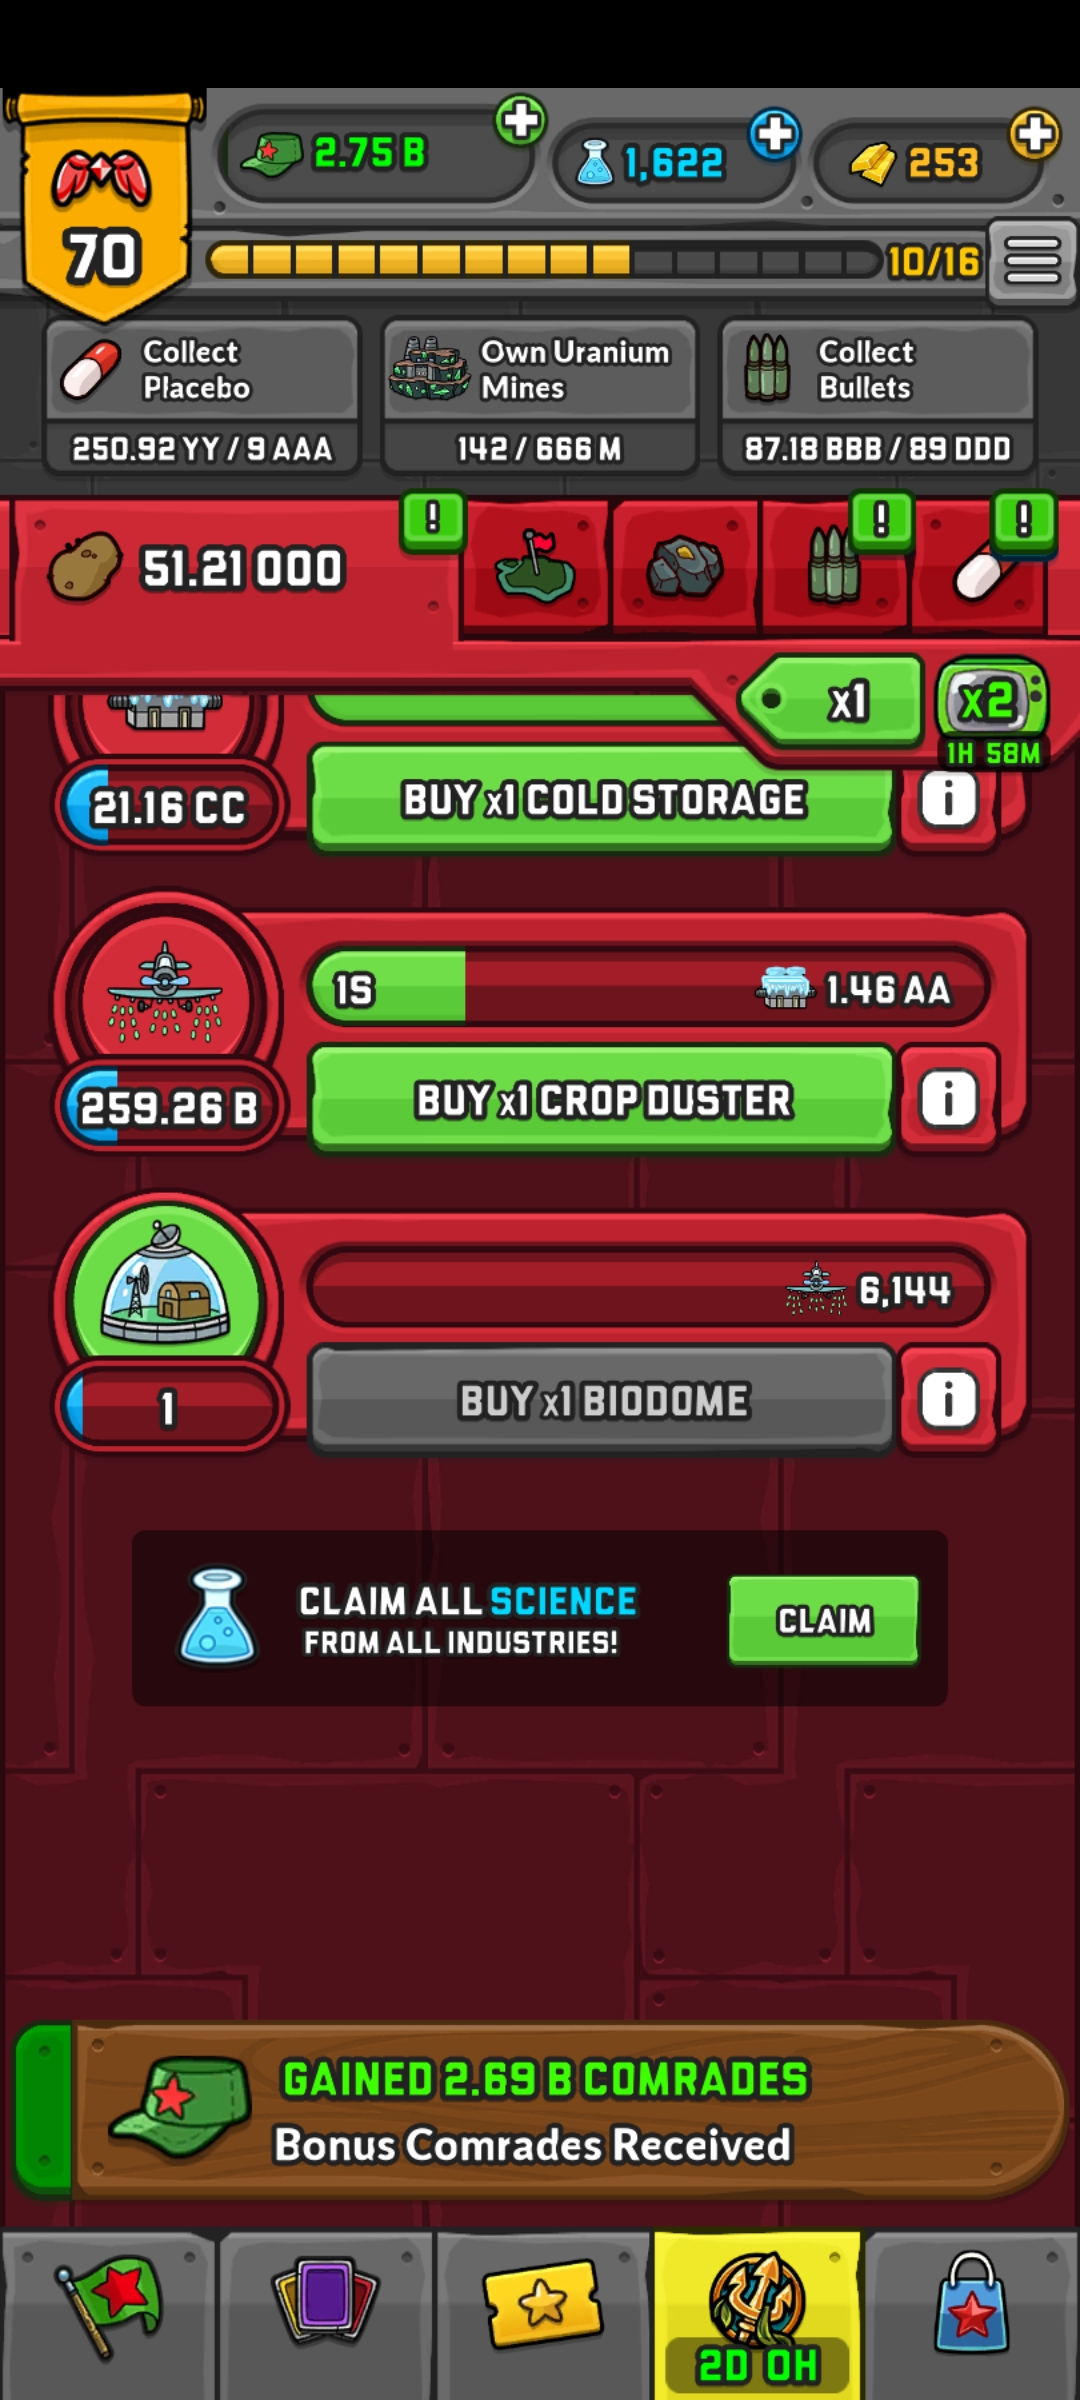 2.75 B
1,622
253
70
10/16
Collect
Placebo
250.92 YY / 9 AAA
Own Uranium
Mines
142 / 666 M
Collect
Bullets
87.18 BBB / 89 DDD
!
!
!
51.21 OOO
x1
x2
1H 58M
21.16 CC
BUY x1 COLD STORAGE
i
1S
1.46 AA
259.26 B
BUY x1 CROP DUSTER
i
6,144
1
BUY x1 BIODOME
i
CLAIM ALL SCIENCE
FROM ALL INDUSTRIES!
CLAIM
GAINED 2.69 B COMRADES
Bonus Comrades Received
2D 0H